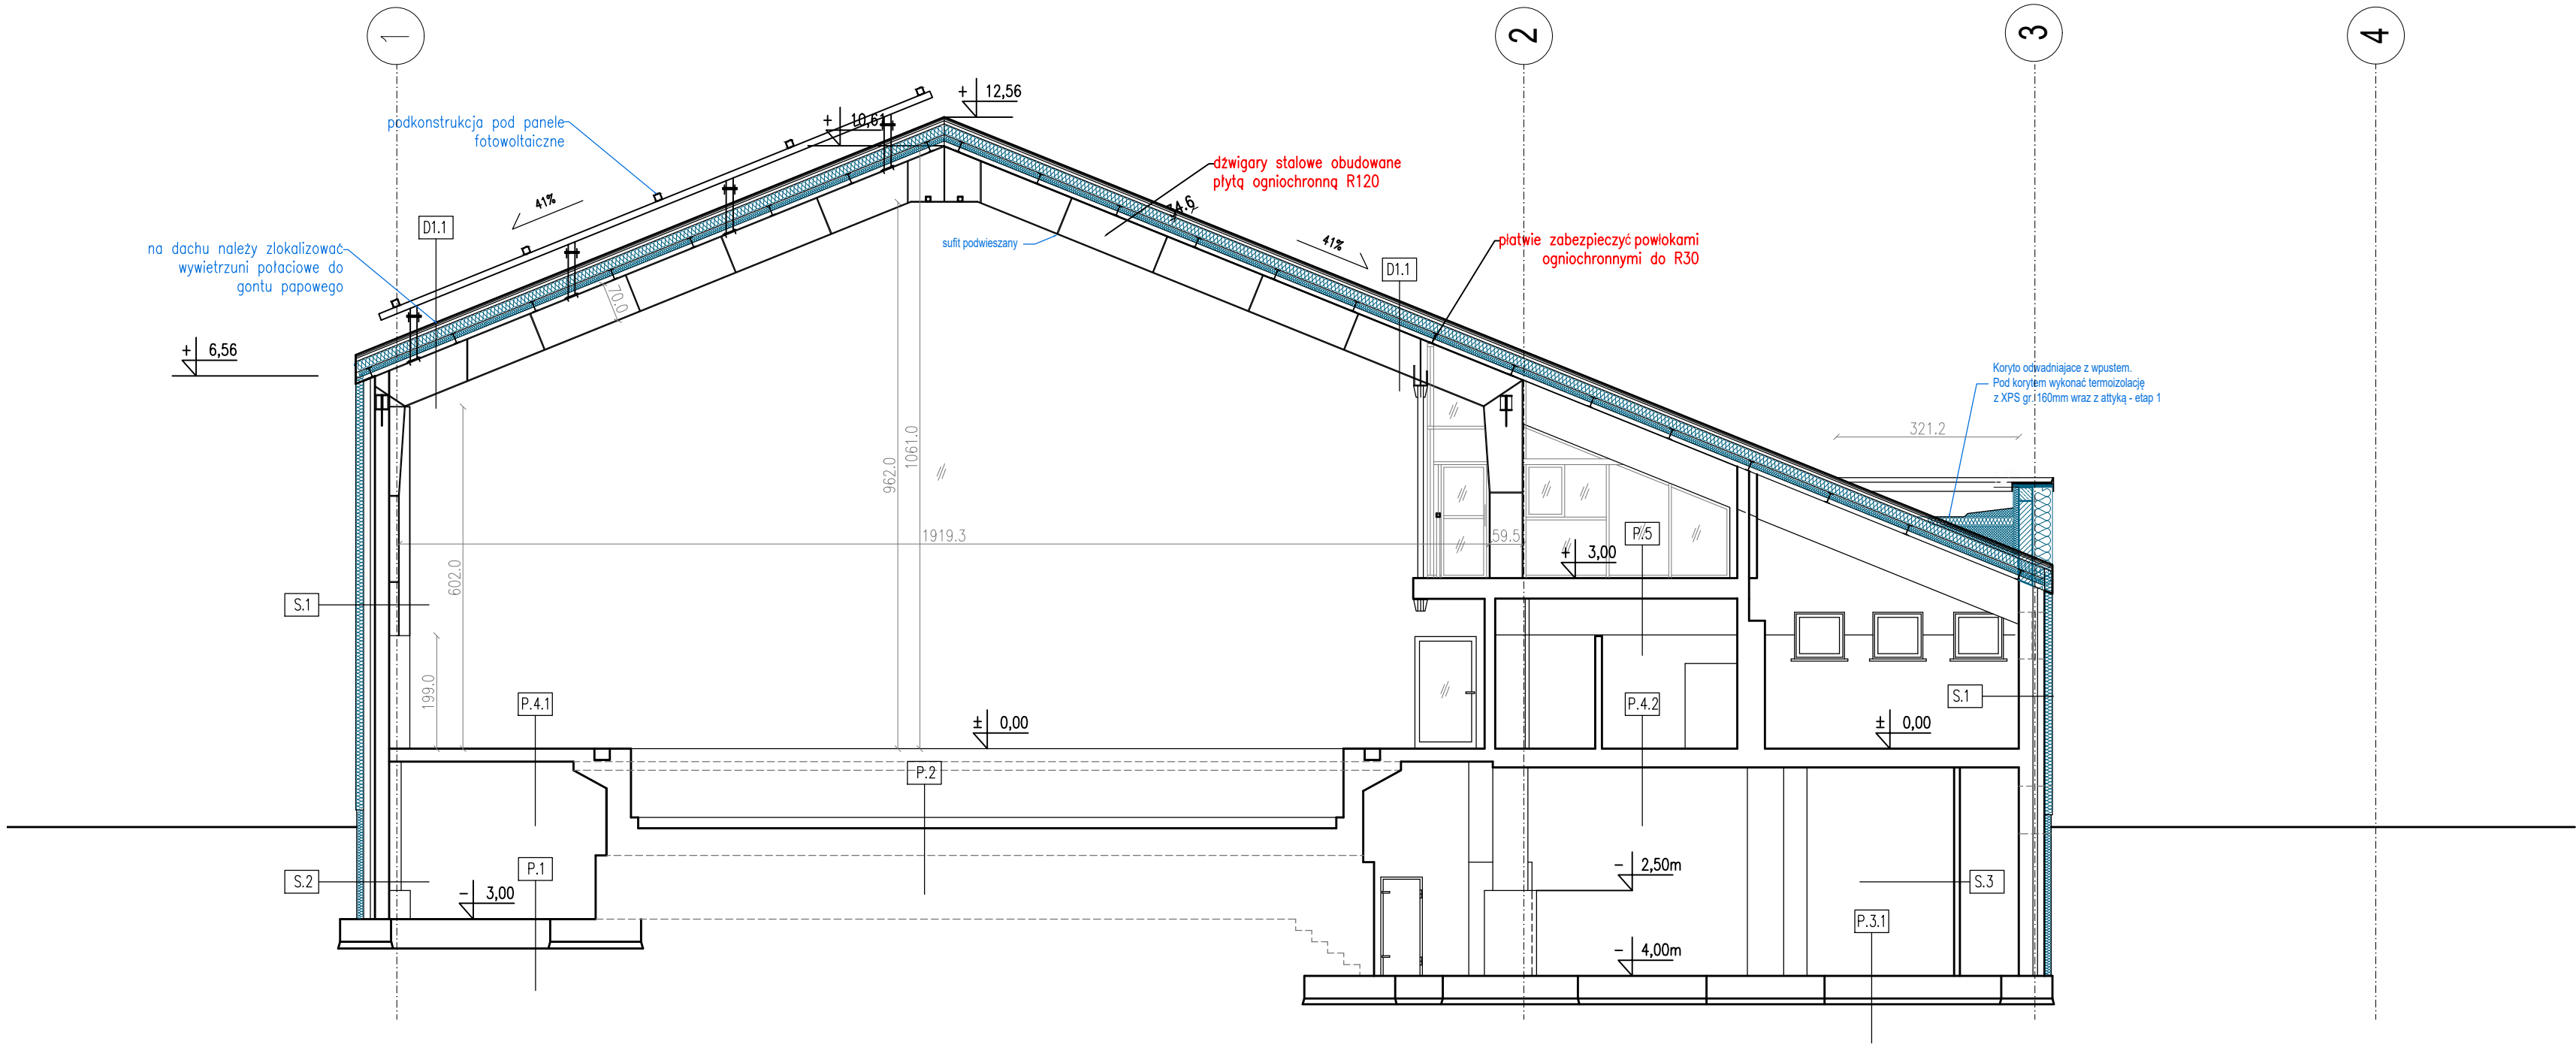 1
2
3
4
+ 12,56
+ 10,61
podkonstrukcja pod panele
fotowoltaiczne
dźwigary stalowe obudowane
płytą ogniochronną R120
41%
34.6
D1.1
sufit podwieszany
41%
płatwie zabezpieczyć powłokami
ogniochronnymi do R30
na dachu należy zlokalizować
wywietrzuni połaciowe do
gontu papowego
D1.1
70.0
+ 6,56
Koryto odwadniajace z wpustem.
Pod korytem wykonać termoizolację
z XPS gr. 160mm wraz z attyką - etap 1
321.2
962.0
1061.0
1919.3
59.5
P.5
+ 3,00
602.0
S.1
199.0
P.4.1
P.4.2
S.1
± 0,00
± 0,00
P.2
P.1
- 2,50m
S.2
- 3,00
S.3
P.3.1
- 4,00m